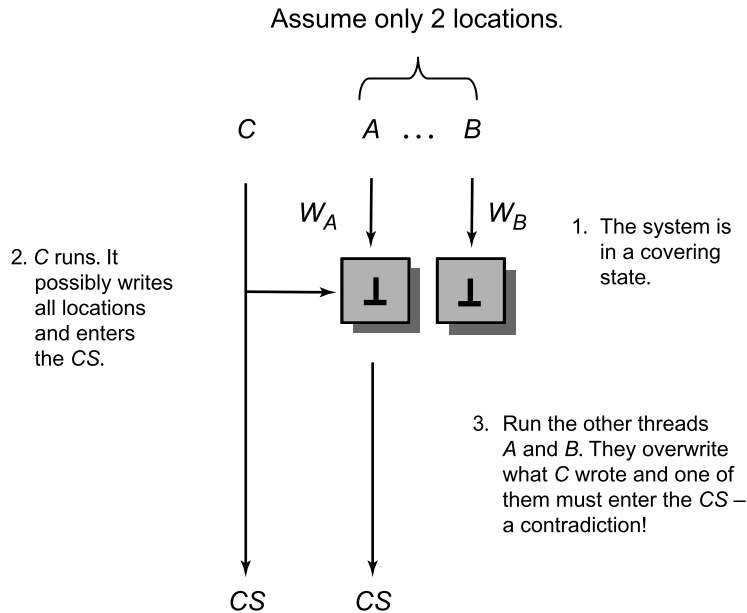 Assume only 2 locations.
C
A ... B
W_A
W_B
1. The system is
in a covering
state.
2. C runs. It
possibly writes
all locations
and enters
the CS.
⊥
⊥
3. Run the other threads
A and B. They overwrite
what C wrote and one of
them must enter the CS –
a contradiction!
CS
CS